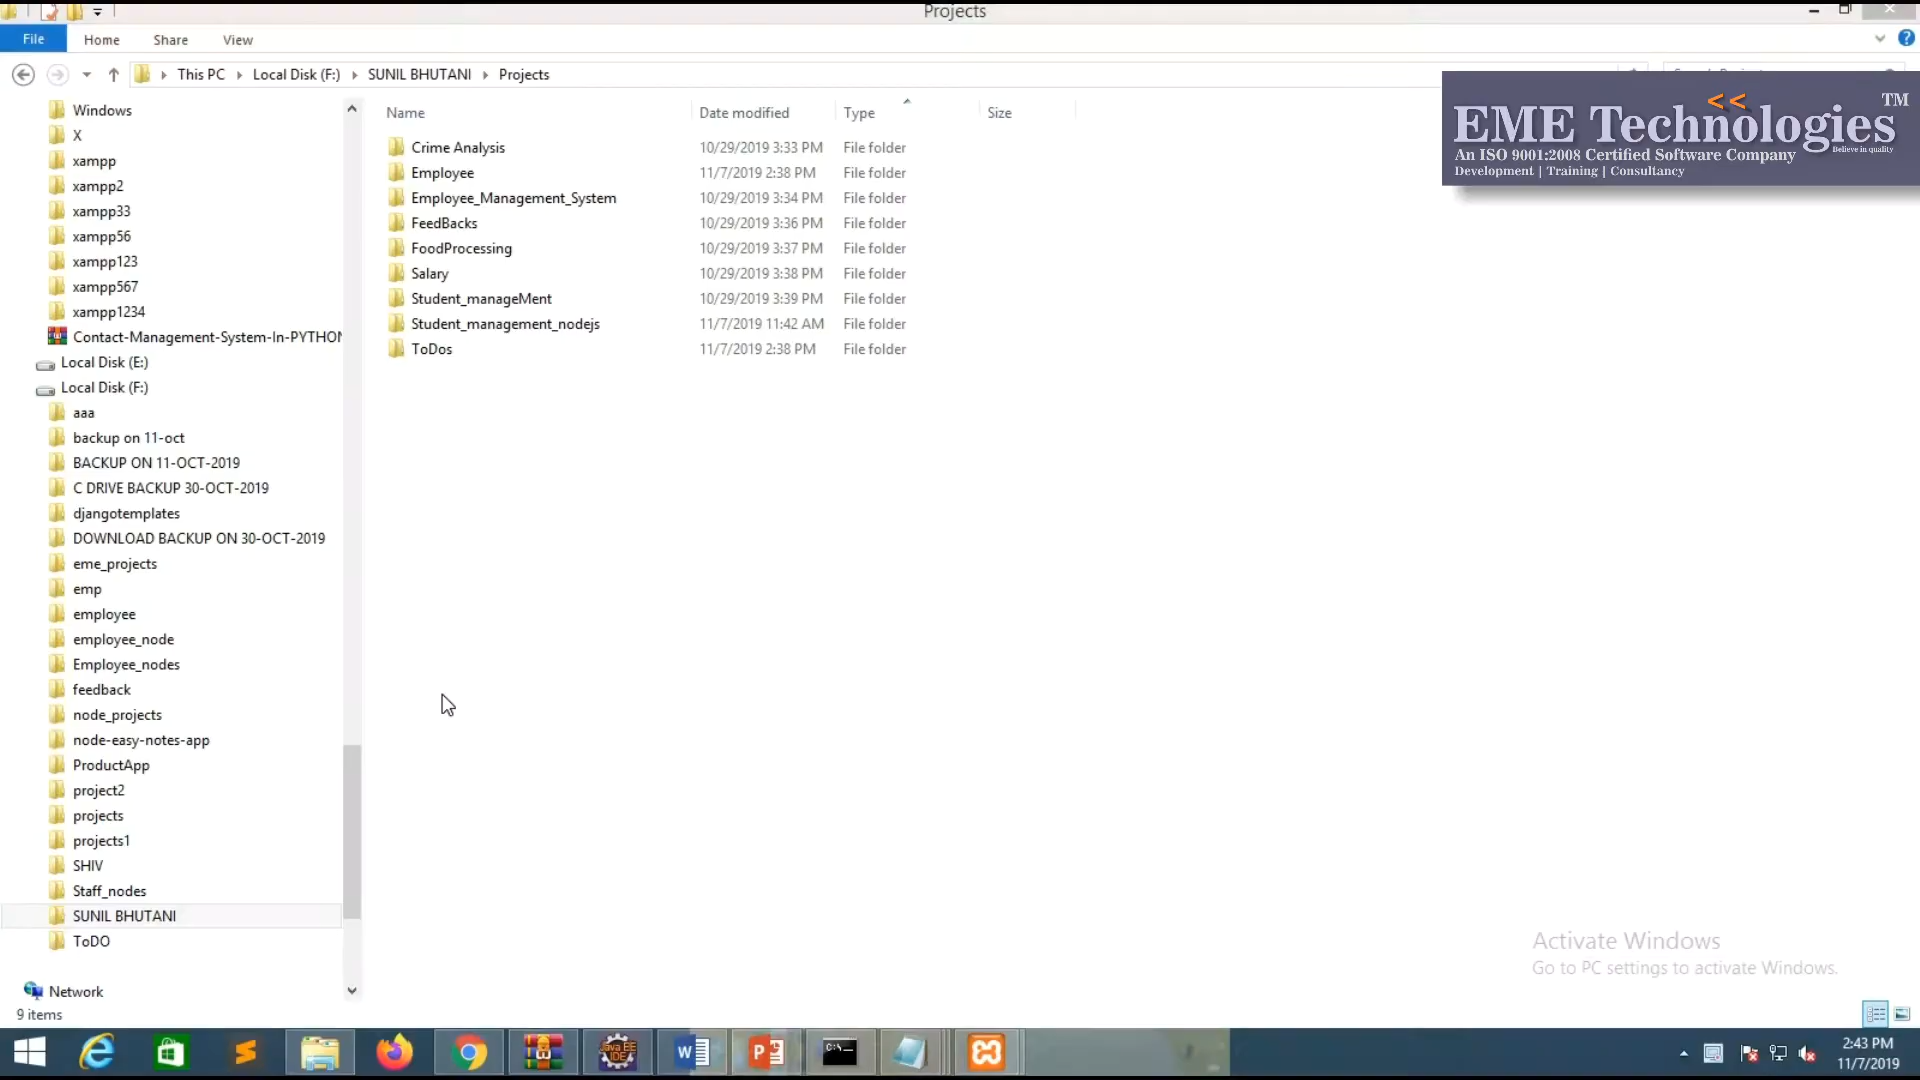 Projects
File Home Share View
This PC Local Disk (F:) SUNIL BHUTANI Projects
EME Technologies TM
Believe in quality
An ISO 9001:2008 Certified Software Company
Development | Training | Consultancy
Windows
X
xampp
xampp2
xampp33
xampp56
xampp123
xampp567
xampp1234
Contact-Management-System-In-PYTHON
Local Disk (E:)
Local Disk (F:)
aaa
backup on 11-oct
BACKUP ON 11-OCT-2019
C DRIVE BACKUP 30-OCT-2019
djangotemplates
DOWNLOAD BACKUP ON 30-OCT-2019
eme_projects
emp
employee
employee_node
Employee_nodes
feedback
node_projects
node-easy-notes-app
ProductApp
project2
projects
projects1
SHIV
Staff_nodes
SUNIL BHUTANI
ToDO
Network
Name Date modified Type Size
Crime Analysis 10/29/2019 3:33 PM File folder
Employee 11/7/2019 2:38 PM File folder
Employee_Management_System 10/29/2019 3:34 PM File folder
FeedBacks 10/29/2019 3:36 PM File folder
FoodProcessing 10/29/2019 3:37 PM File folder
Salary 10/29/2019 3:38 PM File folder
Student_manageMent 10/29/2019 3:39 PM File folder
Student_management_nodejs 11/7/2019 11:42 AM File folder
ToDos 11/7/2019 2:38 PM File folder
Activate Windows
Go to PC settings to activate Windows.
9 items
Java EE
IDE
C:\
2:43 PM
11/7/2019